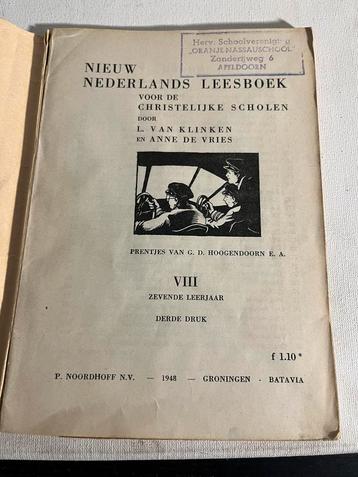 Herv. Schoolvereniging
„ORANJE-NASSAUSCHOOL"
Zanderijweg 6
APELDOORN
NIEUW
NEDERLANDS LEESBOEK
VOOR DE
CHRISTELIJKE SCHOLEN
DOOR
L. VAN KLINKEN
EN ANNE DE VRIES
PRENTJES VAN G. D. HOOGENDOORN E. A.
VIII
ZEVENDE LEERJAAR
DERDE DRUK
f 1.10*
P. NOORDHOFF N.V. — 1948 — GRONINGEN - BATAVIA